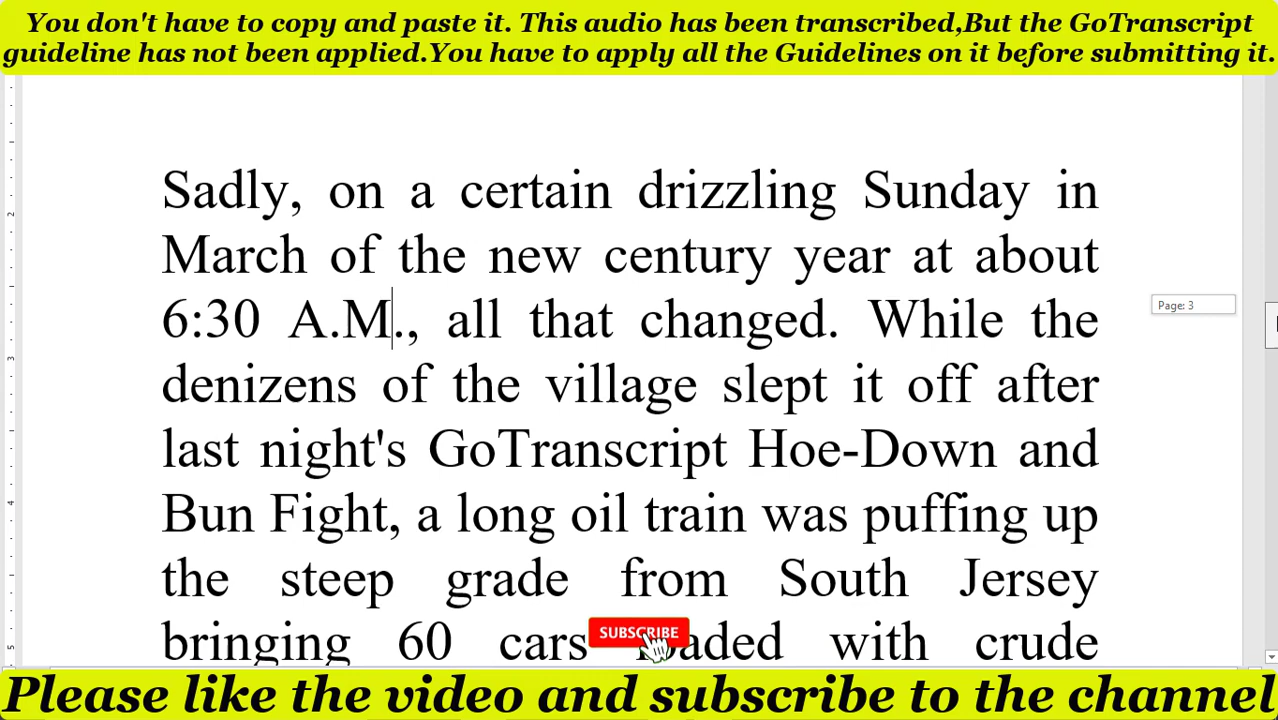 You don't have to copy and paste it. This audio has been transcribed,But the GoTranscript
guideline has not been applied.You have to apply all the Guidelines on it before submitting it.
Sadly, on a certain drizzling Sunday in
March of the new century year at about
6:30 A.M., all that changed. While the
denizens of the village slept it off after
last night's GoTranscript Hoe-Down and
Bun Fight, a long oil train was puffing up
the steep grade from South Jersey
bringing 60 cars loaded with crude
Page: 3
2
3
4
5
SUBSCRIBE
Please like the video and subscribe to the channel